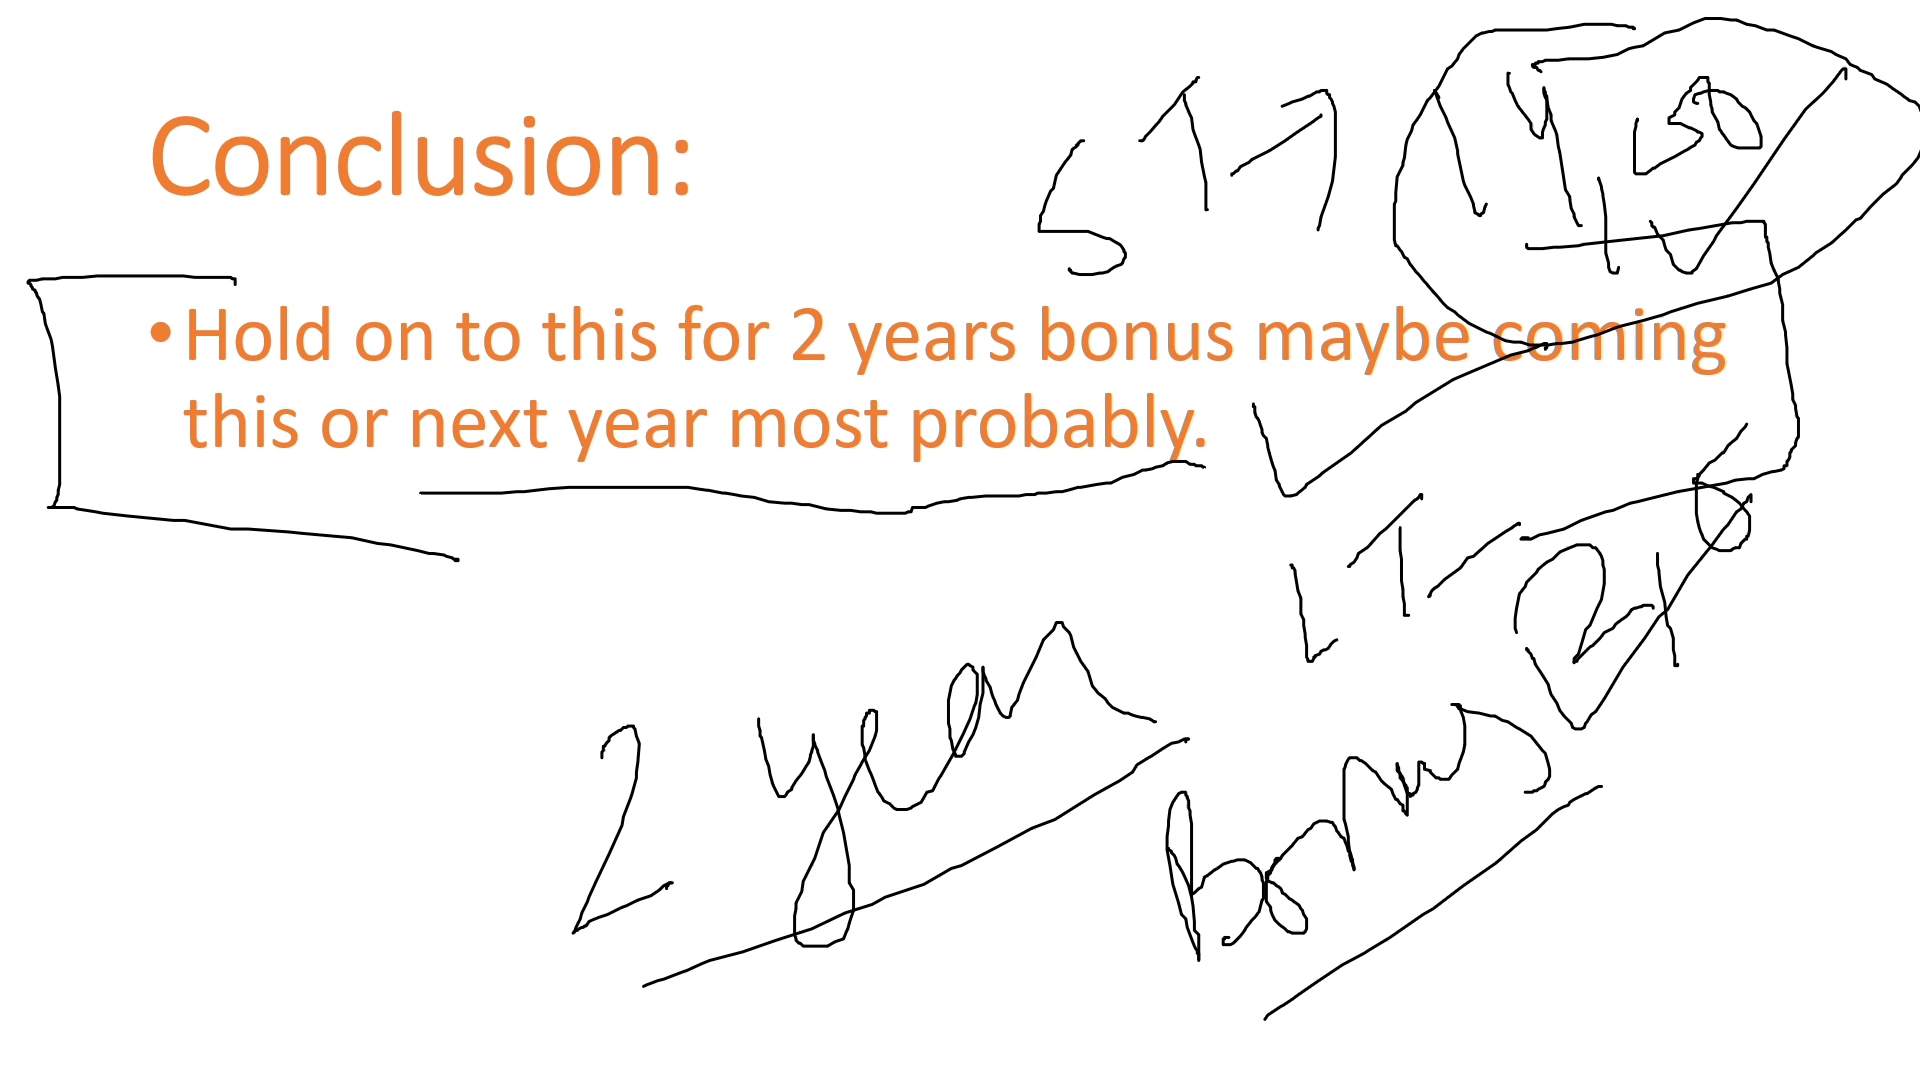 Conclusion:
• Hold on to this for 2 years bonus maybe coming
this or next year most probably.
2 year
Bonus